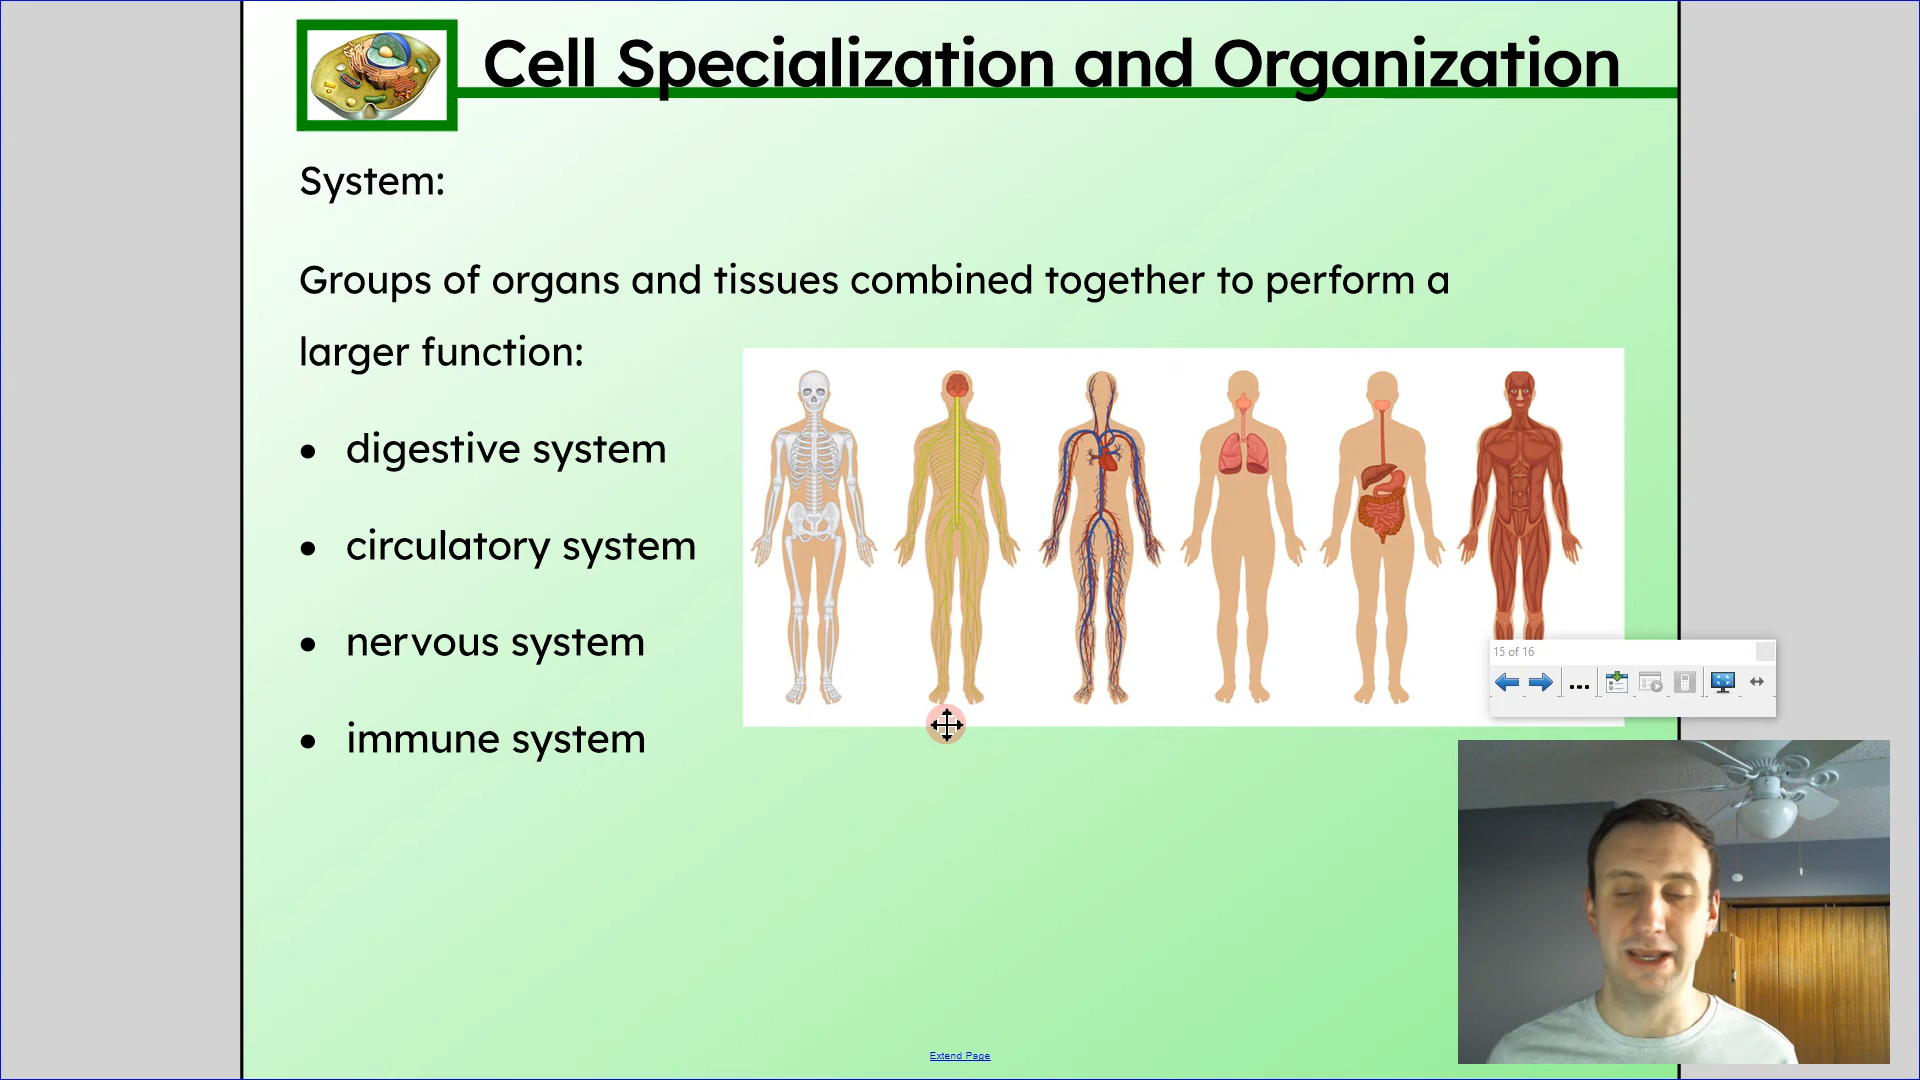 Cell Specialization and Organization
System:
Groups of organs and tissues combined together to perform a
larger function:
• digestive system
• circulatory system
• nervous system
• immune system
15 of 16
...
Extend Page